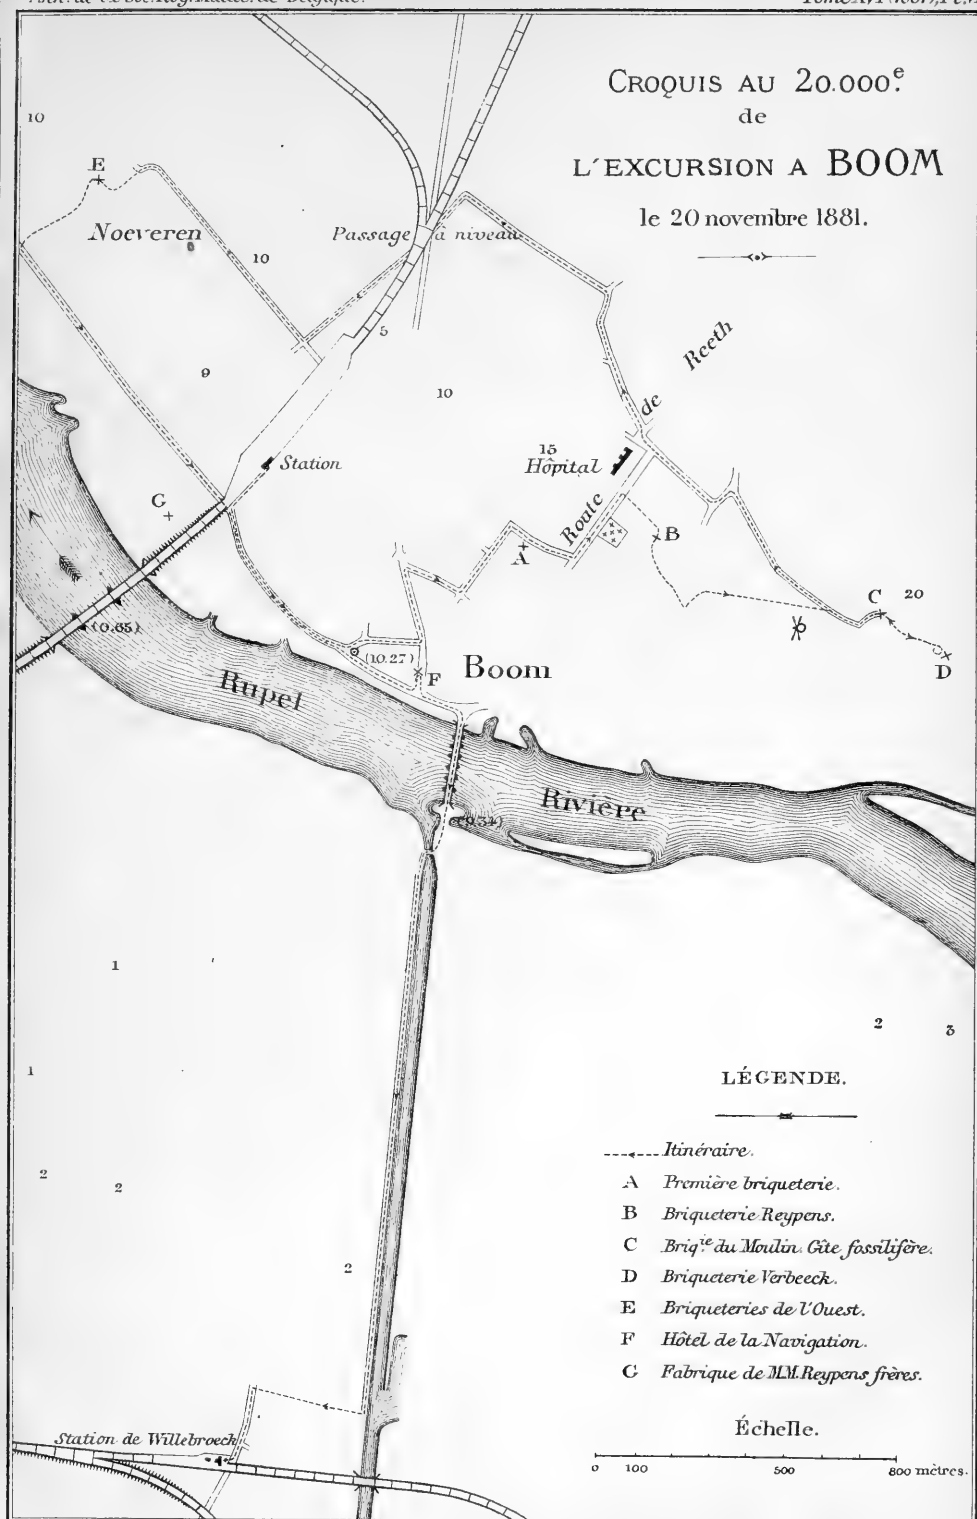 CROQUIS AU 20.000e.
de
L'EXCURSION A BOOM
le 20 novembre 1881.
10
E
Noeveren
10
Passage à niveau
5
9
10
Route de Reeth
15
Hôpital
Station
G
A
B
C
20
D
(0.65)
(10.27)
F
Boom
Rupel
Rivière
1
2
3
1
2
2
2
LÉGENDE.
Itinéraire.
A Première briqueterie.
B Briqueterie Reypens.
C Briqie. du Moulin. Gîte fossilifère.
D Briqueterie Verbeeck.
E Briqueteries de l'Ouest.
F Hôtel de la Navigation.
G Fabrique de M.M. Reypens frères.
Échelle.
0 100 500 800 mètres.
Station de Willebroeck